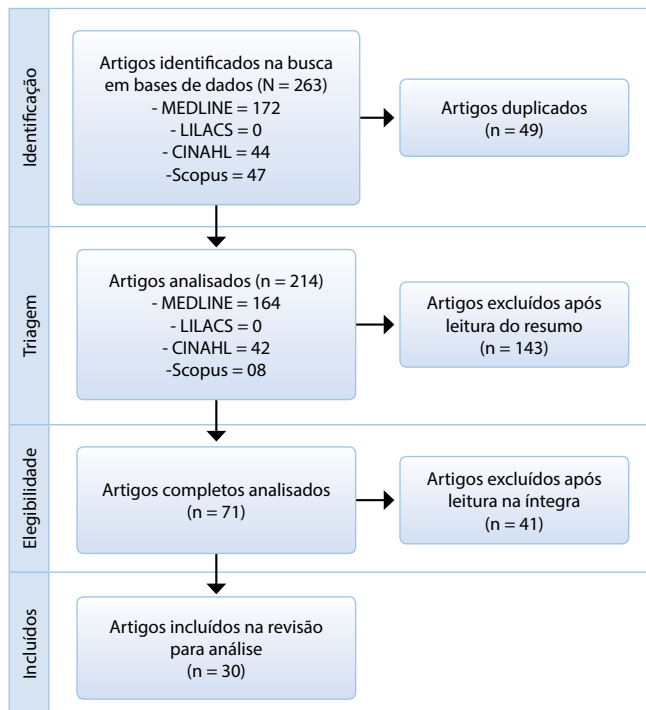 Identificação
Artigos identificados na busca
em bases de dados (N = 263)
- MEDLINE = 172
- LILACS = 0
- CINAHL = 44
-Scopus = 47
Artigos duplicados
(n = 49)
Triagem
Artigos analisados (n = 214)
- MEDLINE = 164
- LILACS = 0
- CINAHL = 42
-Scopus = 08
Artigos excluídos após
leitura do resumo
(n = 143)
Elegibilidade
Artigos completos analisados
(n = 71)
Artigos excluídos após
leitura na íntegra
(n = 41)
Incluídos
Artigos incluídos na revisão
para análise
(n = 30)